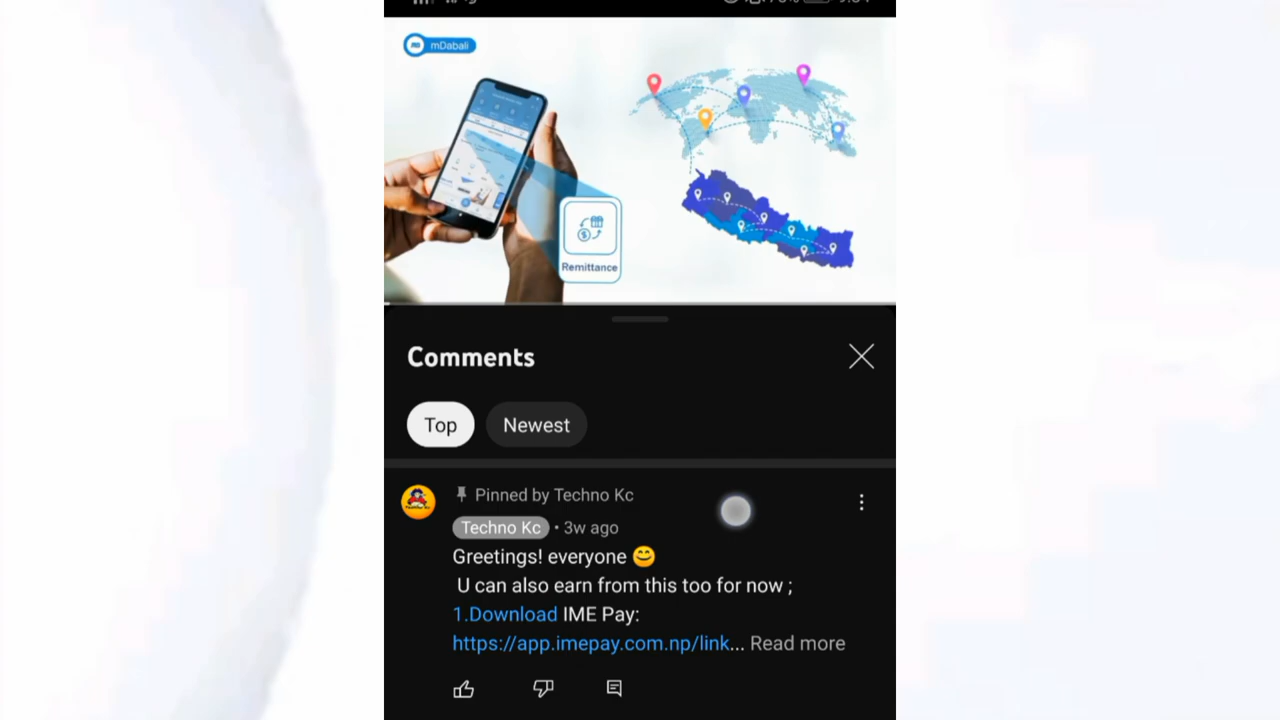 mDabali
Remittance
Comments
Top
Newest
Pinned by Techno Kc
Techno Kc • 3w ago
Greetings! everyone 😊
U can also earn from this too for now ;
1.Download IME Pay:
https://app.imepay.com.np/link... Read more